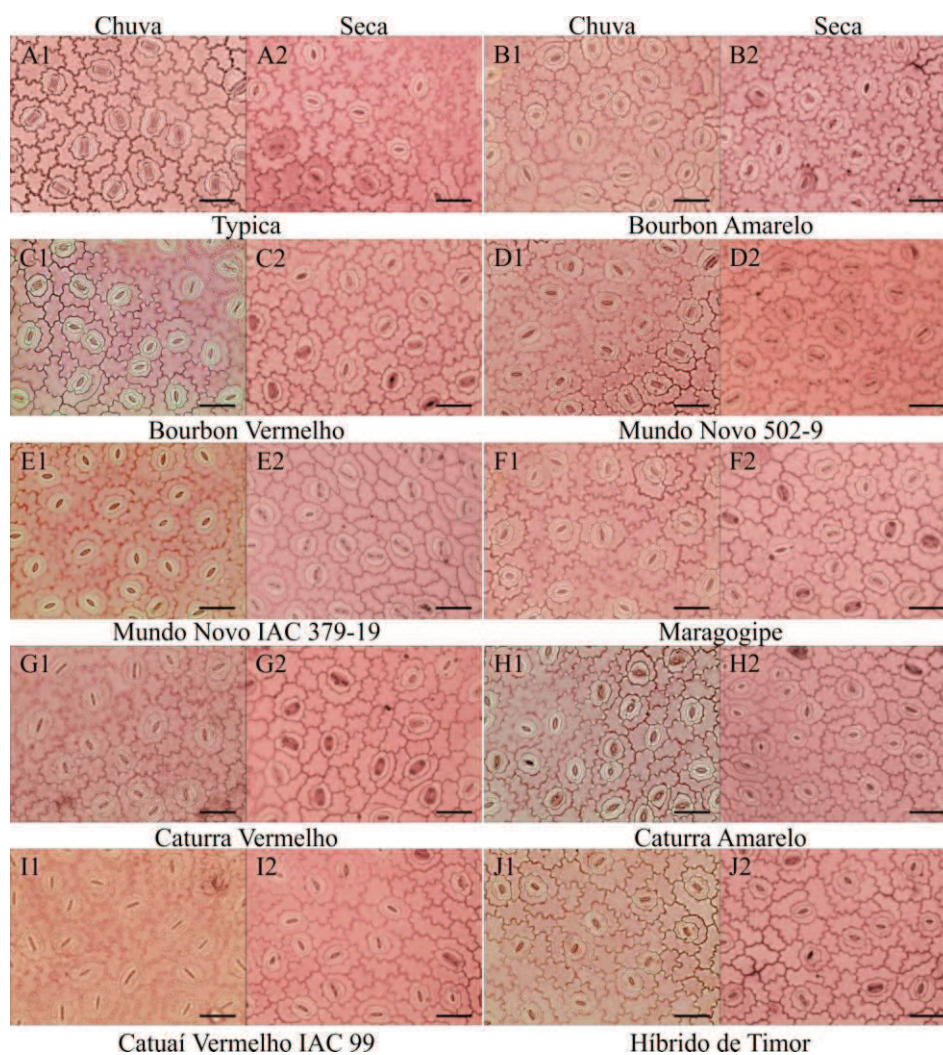 Chuva Seca Chuva Seca
A1 A2 B1 B2
Typica Bourbon Amarelo
C1 C2 D1 D2
Bourbon Vermelho Mundo Novo 502-9
E1 E2 F1 F2
Mundo Novo IAC 379-19 Maragogipe
G1 G2 H1 H2
Caturra Vermelho Caturra Amarelo
I1 I2 J1 J2
Catuaí Vermelho IAC 99 Híbrido de Timor